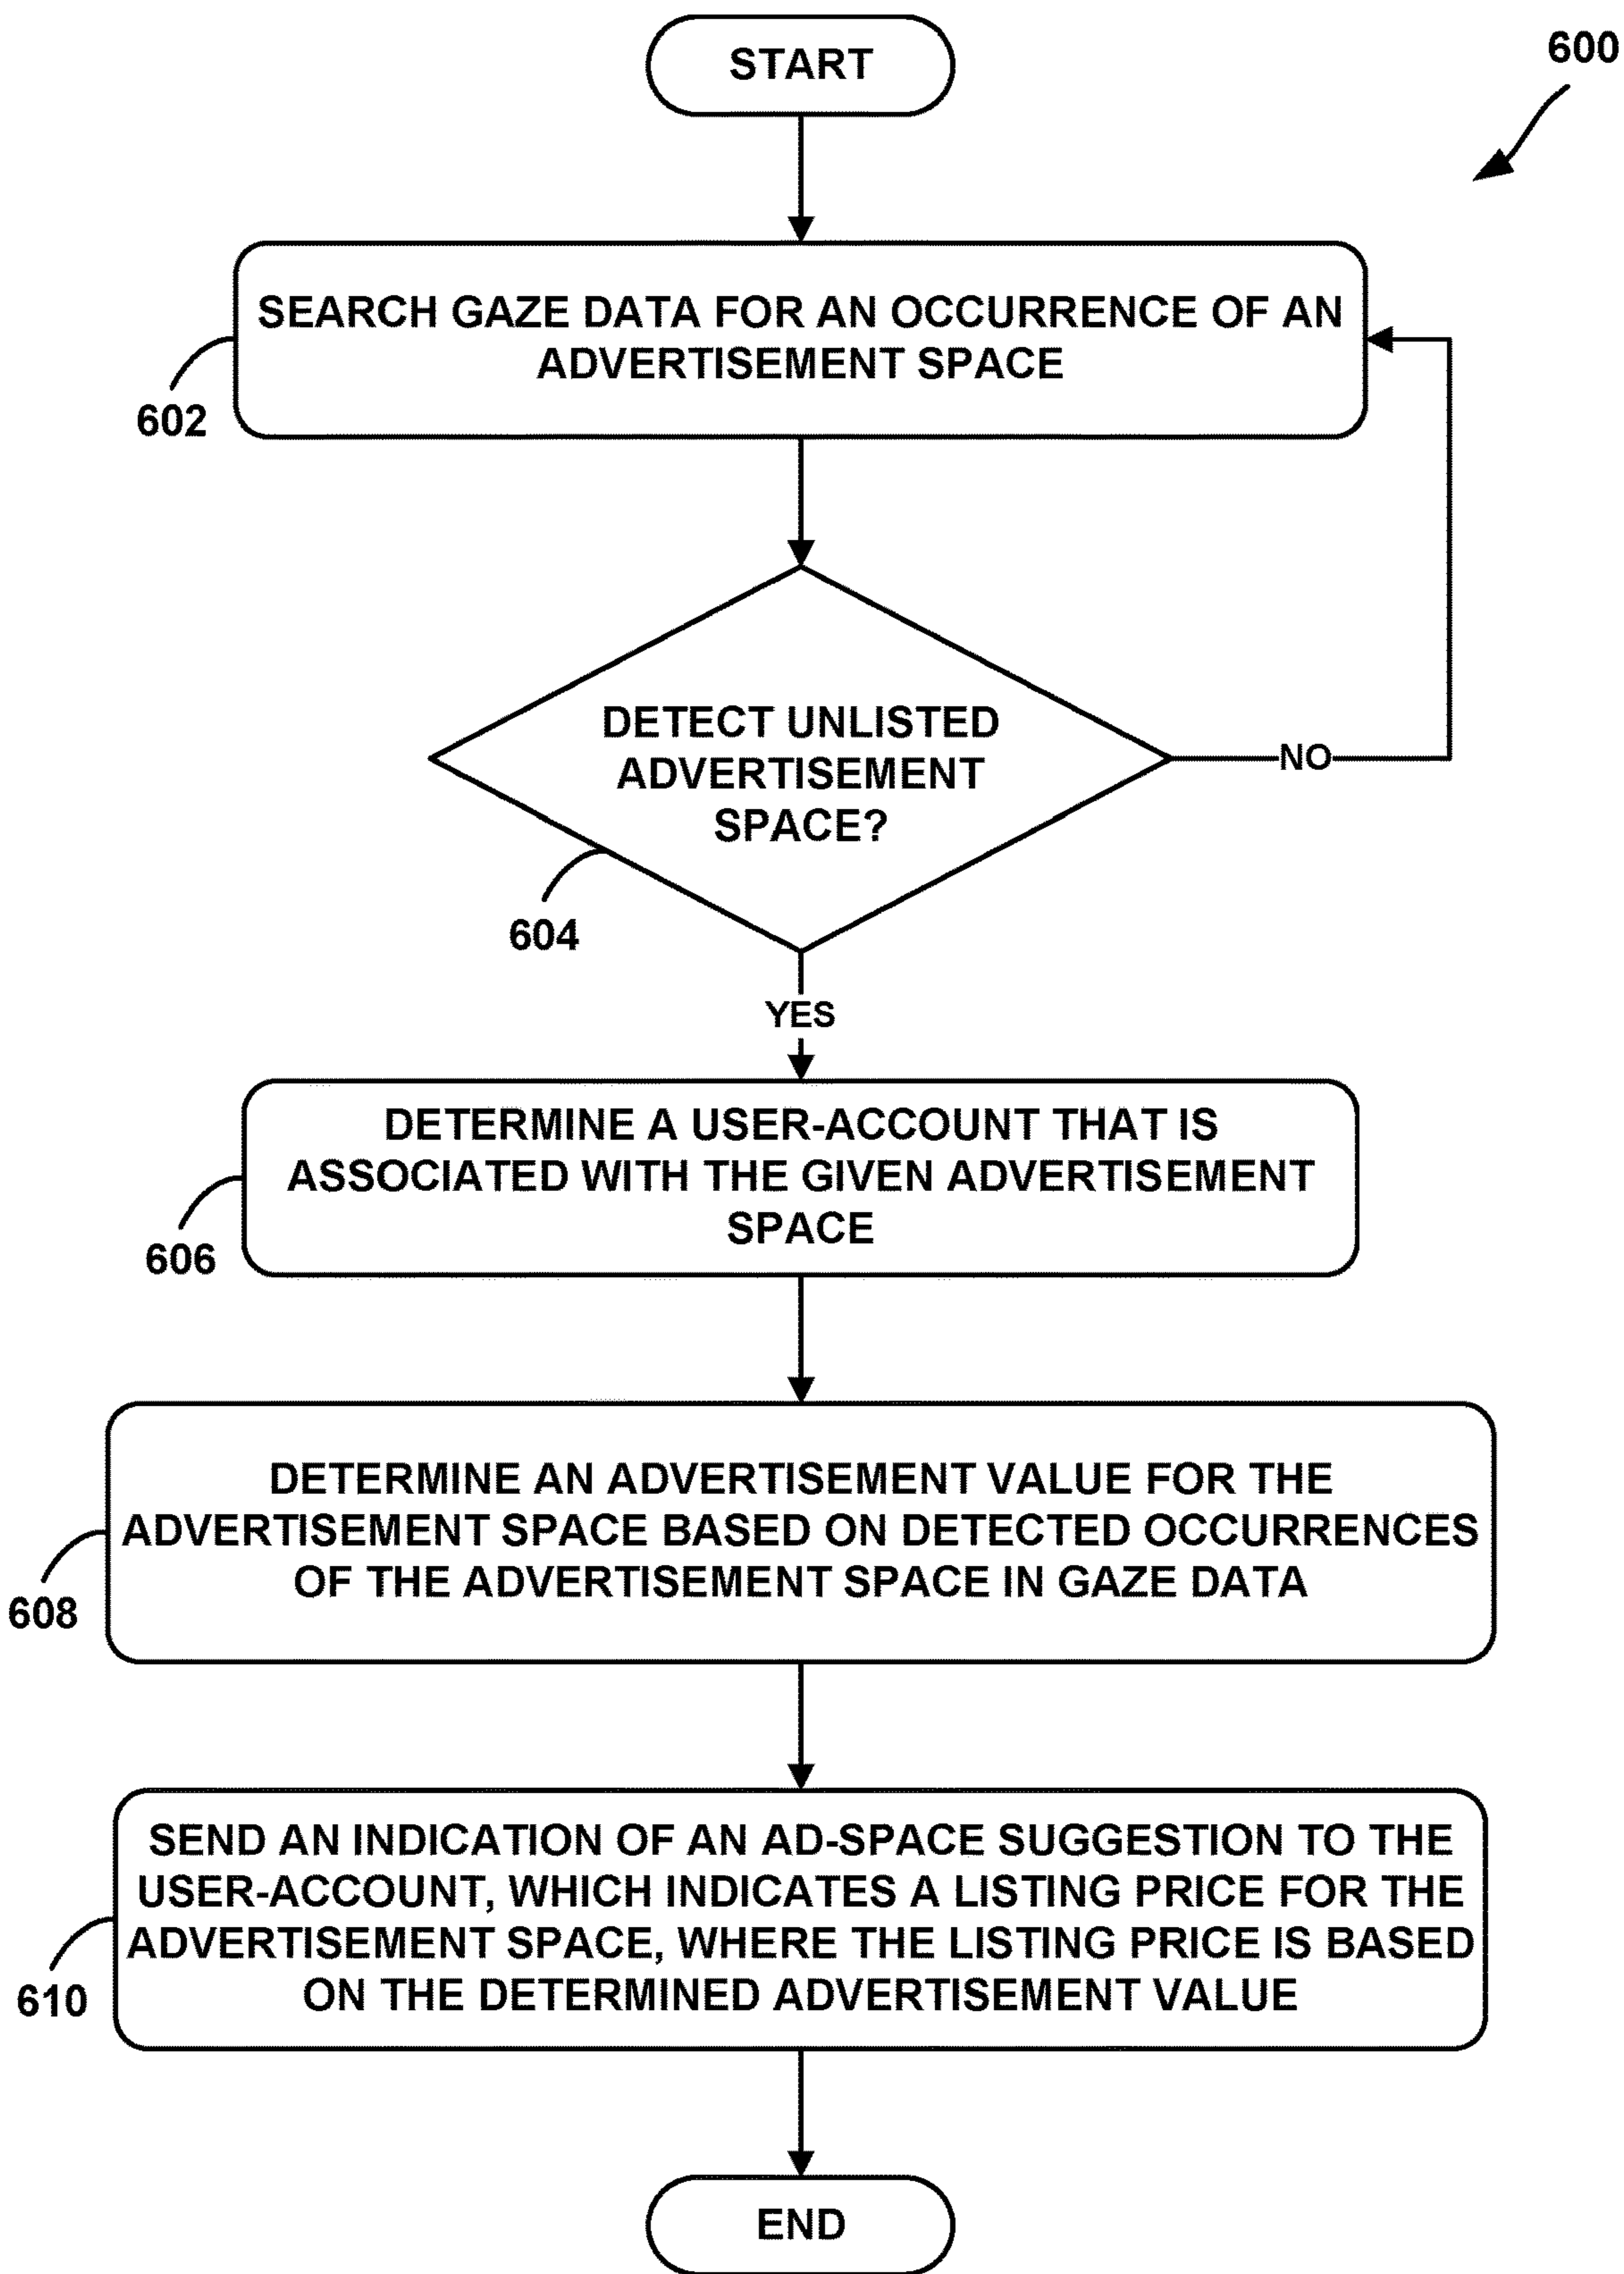 START
600
SEARCH GAZE DATA FOR AN OCCURRENCE OF AN
ADVERTISEMENT SPACE
602
DETECT UNLISTED
ADVERTISEMENT
SPACE?
NO
604
YES
DETERMINE A USER-ACCOUNT THAT IS
ASSOCIATED WITH THE GIVEN ADVERTISEMENT
SPACE
606
DETERMINE AN ADVERTISEMENT VALUE FOR THE
ADVERTISEMENT SPACE BASED ON DETECTED OCCURRENCES
OF THE ADVERTISEMENT SPACE IN GAZE DATA
608
SEND AN INDICATION OF AN AD-SPACE SUGGESTION TO THE
USER-ACCOUNT, WHICH INDICATES A LISTING PRICE FOR THE
ADVERTISEMENT SPACE, WHERE THE LISTING PRICE IS BASED
ON THE DETERMINED ADVERTISEMENT VALUE
610
END